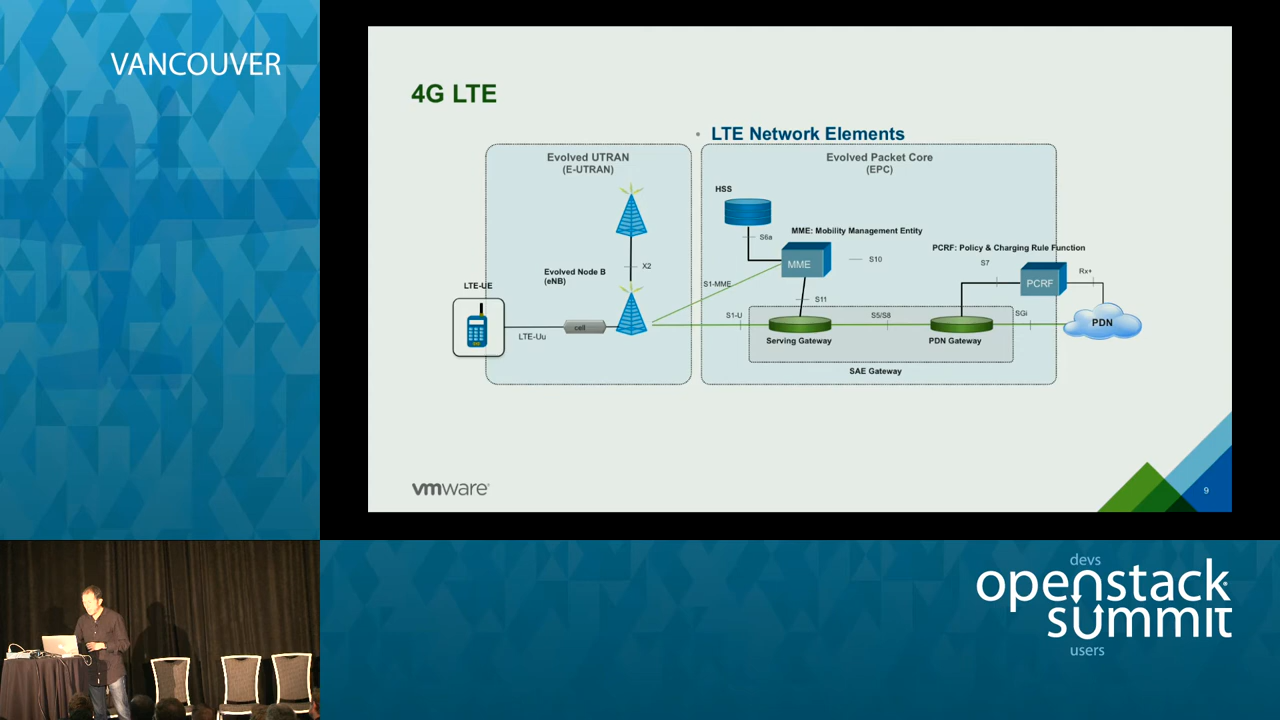 VANCOUVER
4G LTE
• LTE Network Elements
Evolved UTRAN
(E-UTRAN)
Evolved Packet Core
(EPC)
HSS
S6a
MME: Mobility Management Entity
MME
S10
PCRF: Policy & Charging Rule Function
S7
PCRF
Rx+
X2
Evolved Node B
(eNB)
LTE-UE
S1-MME
S11
cell
LTE-Uu
S1-U
S5/S8
SGi
PDN
Serving Gateway
PDN Gateway
SAE Gateway
vmware®
9
devs
openstack
summit
users